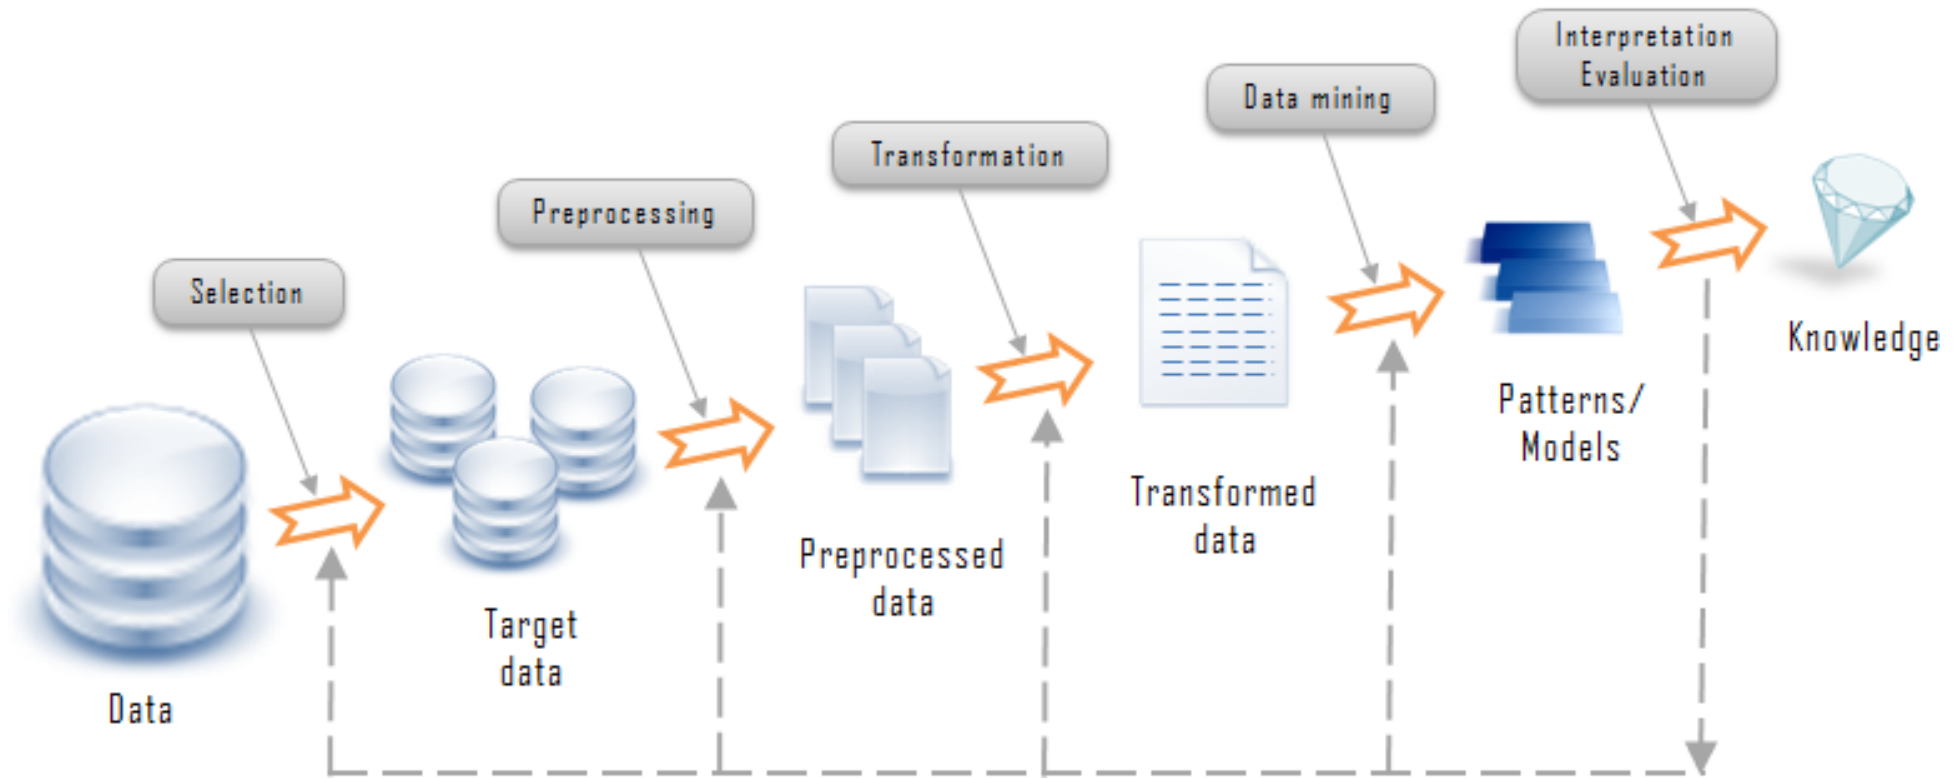 Interpretation
Evaluation
Data mining
Transformation
Preprocessing
Selection
Knowledge
Patterns/
Models
Transformed
data
Preprocessed
data
Target
data
Data